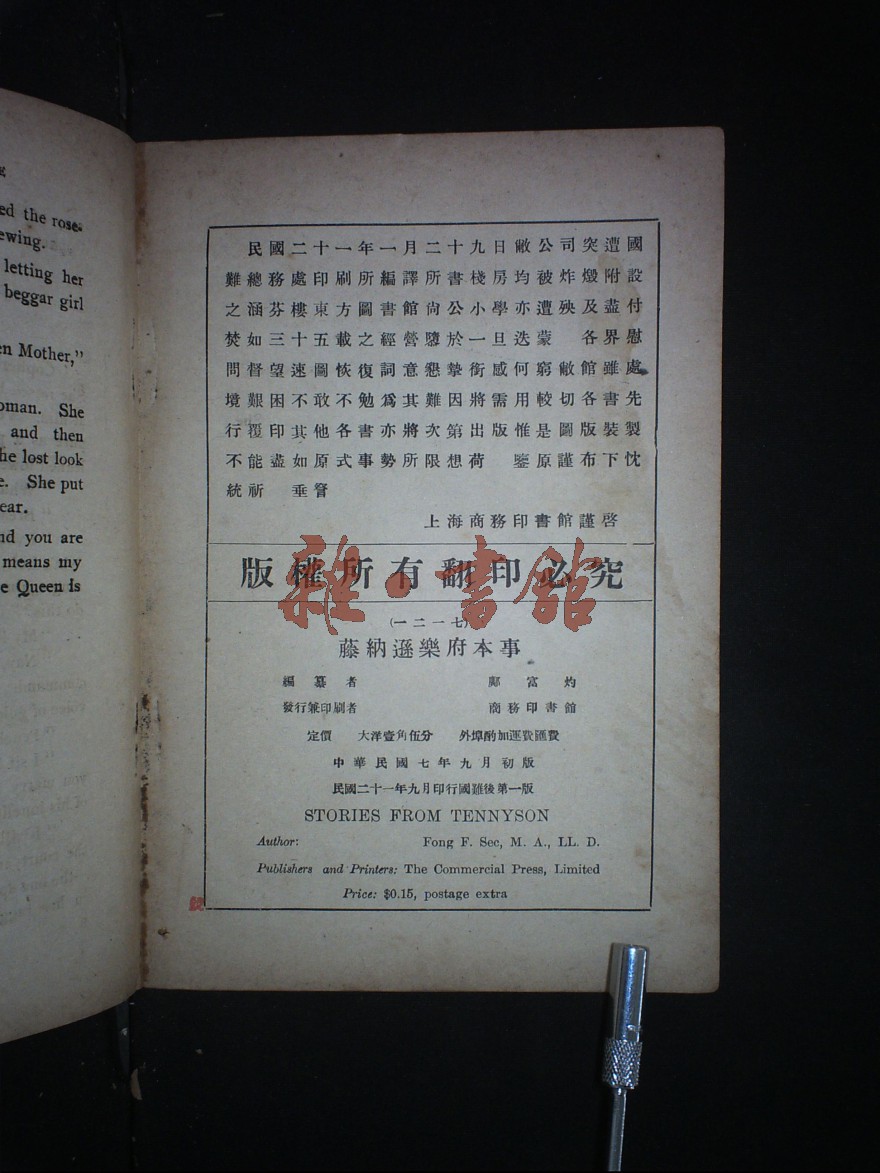 E
ed the rose-
ewing.
letting her
beggar girl
en Mother,"
oman. She
and then
he lost look
e. She put
ear.
nd you are
means my
e Queen is
民國二十一年一月二十九日敝公司突遭國
難總務處印刷所編譯所書棧房均被炸燬附設
之涵芬樓東方圖書館尙公小學亦遭殃及盡付
焚如三十五載之經營隳於一旦迭蒙 各界慰
問督望速圖恢復詞意懇摯銜感何窮敝館雖處
境艱困不敢不勉爲其難因將需用較切各書先
行覆印其他各書亦將次第出版惟是圖版裝製
不能盡如原式事勢所限想荷 鑒原謹布下忱
統祈 垂詧
上海商務印書館謹啓
版權所有翻印必究
雜·書館
(一二一七)
藤納遜樂府本事
編纂者 鄺富灼
發行兼印刷者 商務印書館
定價 大洋壹角伍分 外埠酌加運費匯費
中華民國七年九月初版
民國二十一年九月印行國難後第一版
STORIES FROM TENNYSON
Author: Fong F. Sec, M. A., LL. D.
Publishers and Printers: The Commercial Press, Limited
Price: $0.15, postage extra